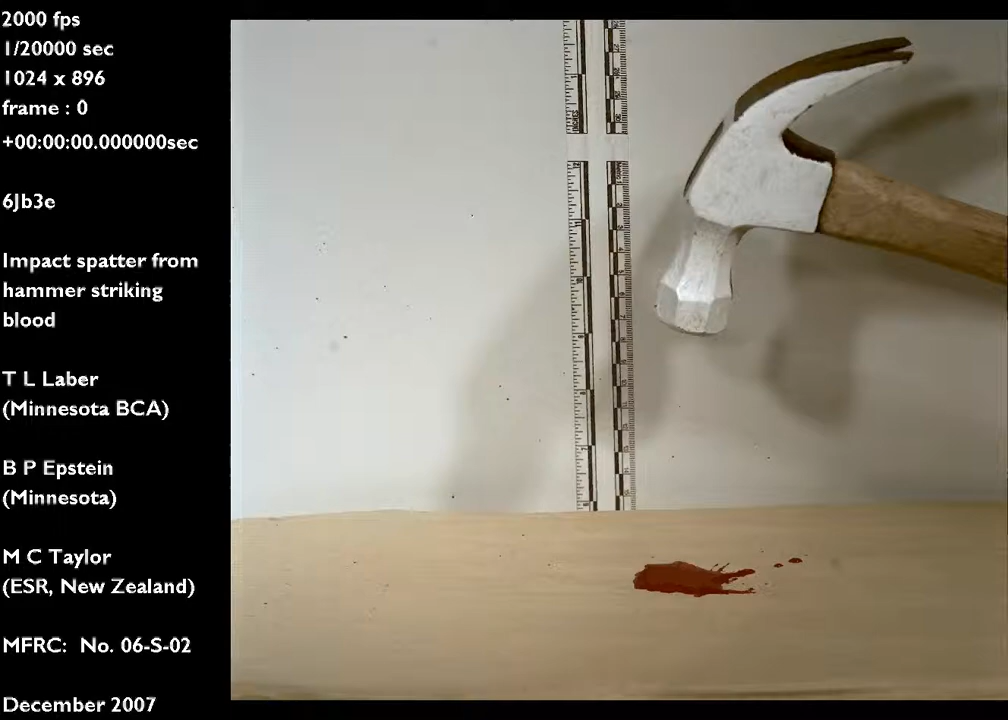 2000 fps
1/20000 sec
1024 x 896
frame : 0
+00:00:00.000000sec
6Jb3e
Impact spatter from
hammer striking
blood
T L Laber
(Minnesota BCA)
B P Epstein
(Minnesota)
M C Taylor
(ESR, New Zealand)
MFRC: No. 06-S-02
December 2007
INCHES